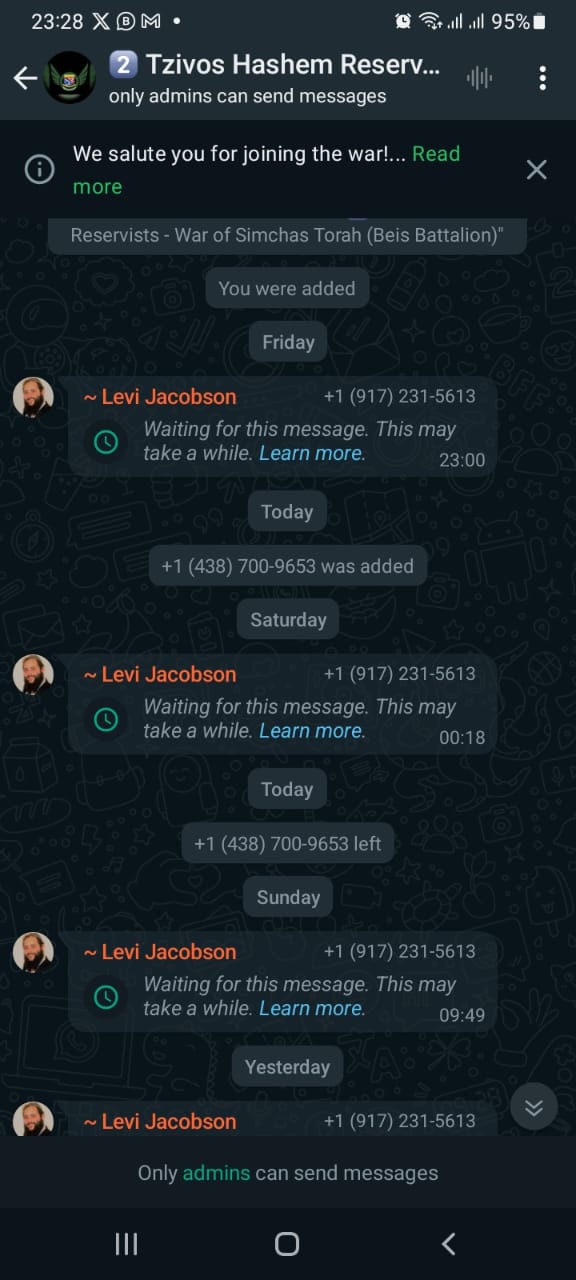 23:28
95%
2 Tzivos Hashem Reserv...
only admins can send messages
We salute you for joining the war!... Read
more
Reservists - War of Simchas Torah (Beis Battalion)"
You were added
Friday
~ Levi Jacobson +1 (917) 231-5613
Waiting for this message. This may
take a while. Learn more. 23:00
Today
+1 (438) 700-9653 was added
Saturday
~ Levi Jacobson +1 (917) 231-5613
Waiting for this message. This may
take a while. Learn more. 00:18
Today
+1 (438) 700-9653 left
Sunday
~ Levi Jacobson +1 (917) 231-5613
Waiting for this message. This may
take a while. Learn more. 09:49
Yesterday
~ Levi Jacobson +1 (917) 231-5613
Only admins can send messages